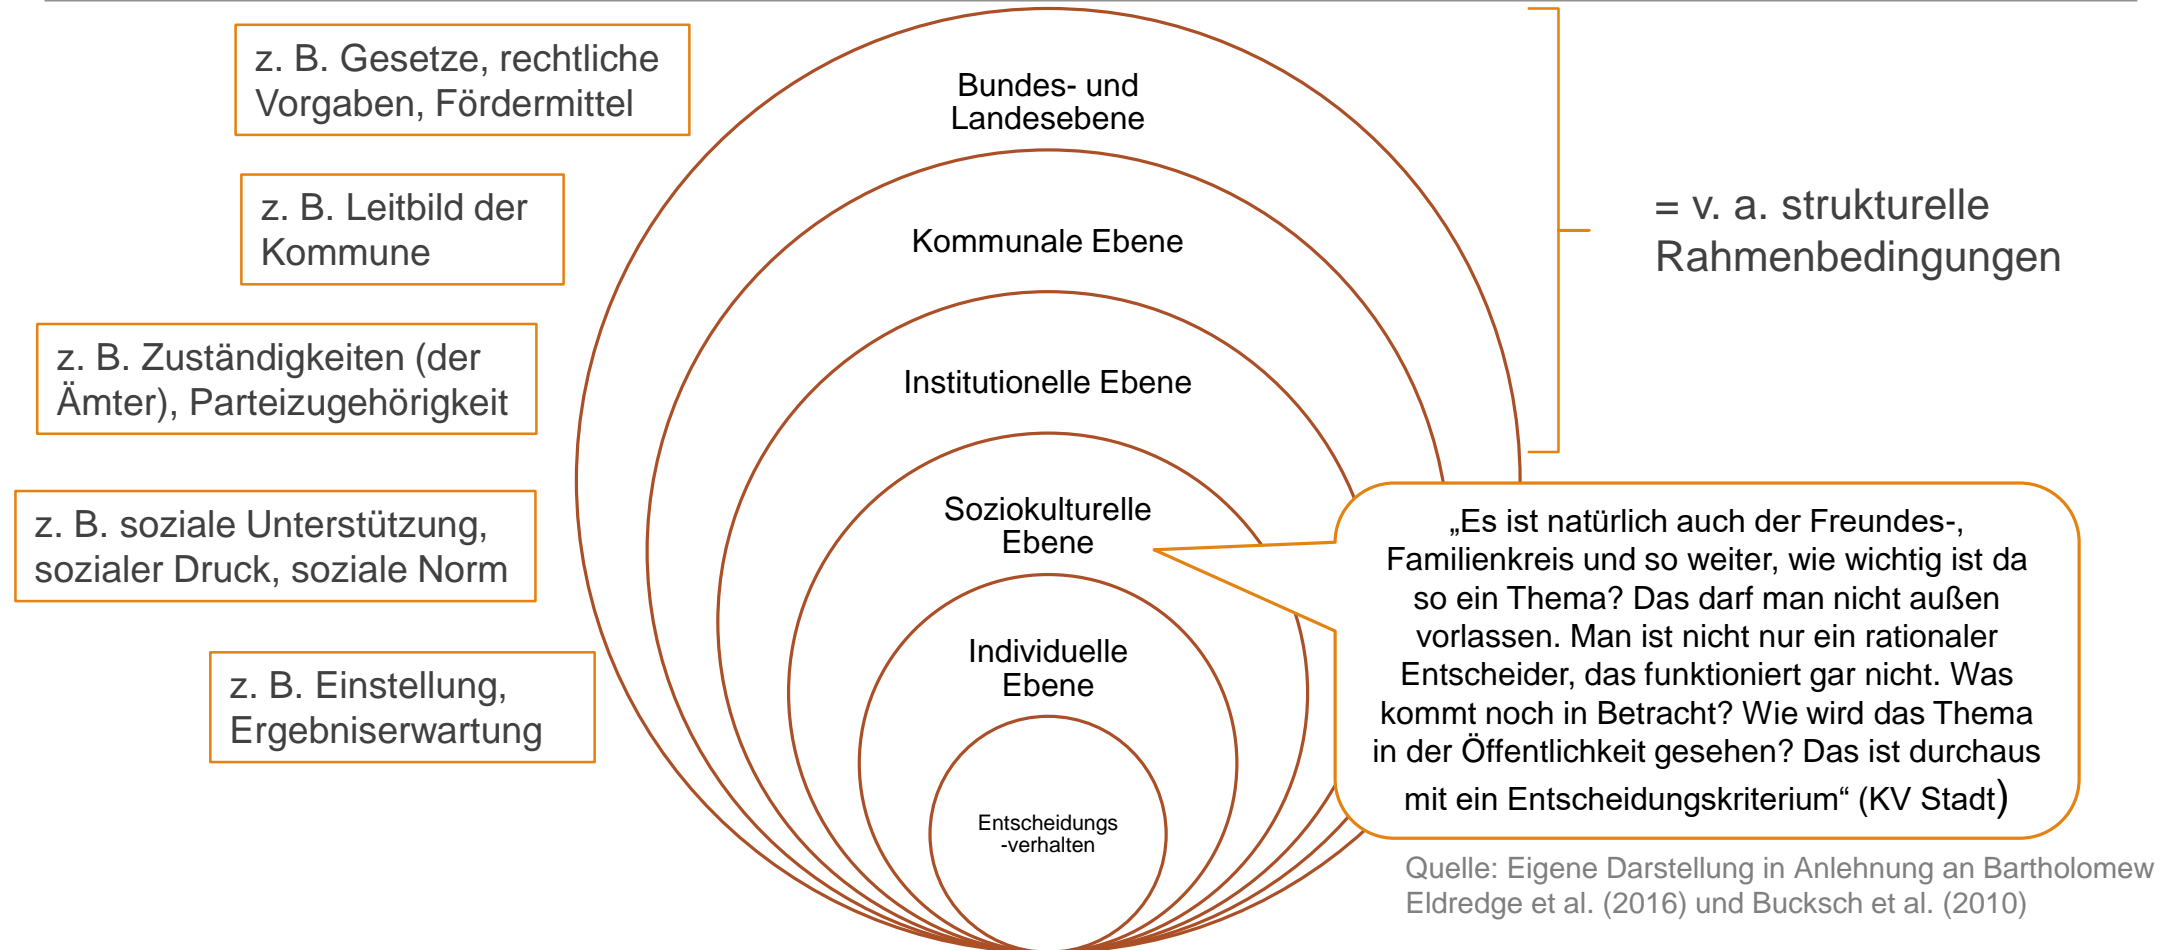 z. B. Gesetze, rechtliche
Vorgaben, Fördermittel
Bundes- und
Landesebene
z. B. Leitbild der
Kommune
Kommunale Ebene
= v. a. strukturelle
Rahmenbedingungen
z. B. Zuständigkeiten (der
Ämter), Parteizugehörigkeit
Institutionelle Ebene
z. B. soziale Unterstützung,
sozialer Druck, soziale Norm
Soziokulturelle
Ebene
„Es ist natürlich auch der Freundes-,
Familienkreis und so weiter, wie wichtig ist da
so ein Thema? Das darf man nicht außen
vorlassen. Man ist nicht nur ein rationaler
Entscheider, das funktioniert gar nicht. Was
kommt noch in Betracht? Wie wird das Thema
in der Öffentlichkeit gesehen? Das ist durchaus
mit ein Entscheidungskriterium“ (KV Stadt)
z. B. Einstellung,
Ergebniserwartung
Individuelle
Ebene
Entscheidungs
-verhalten
Quelle: Eigene Darstellung in Anlehnung an Bartholomew
Eldredge et al. (2016) und Bucksch et al. (2010)